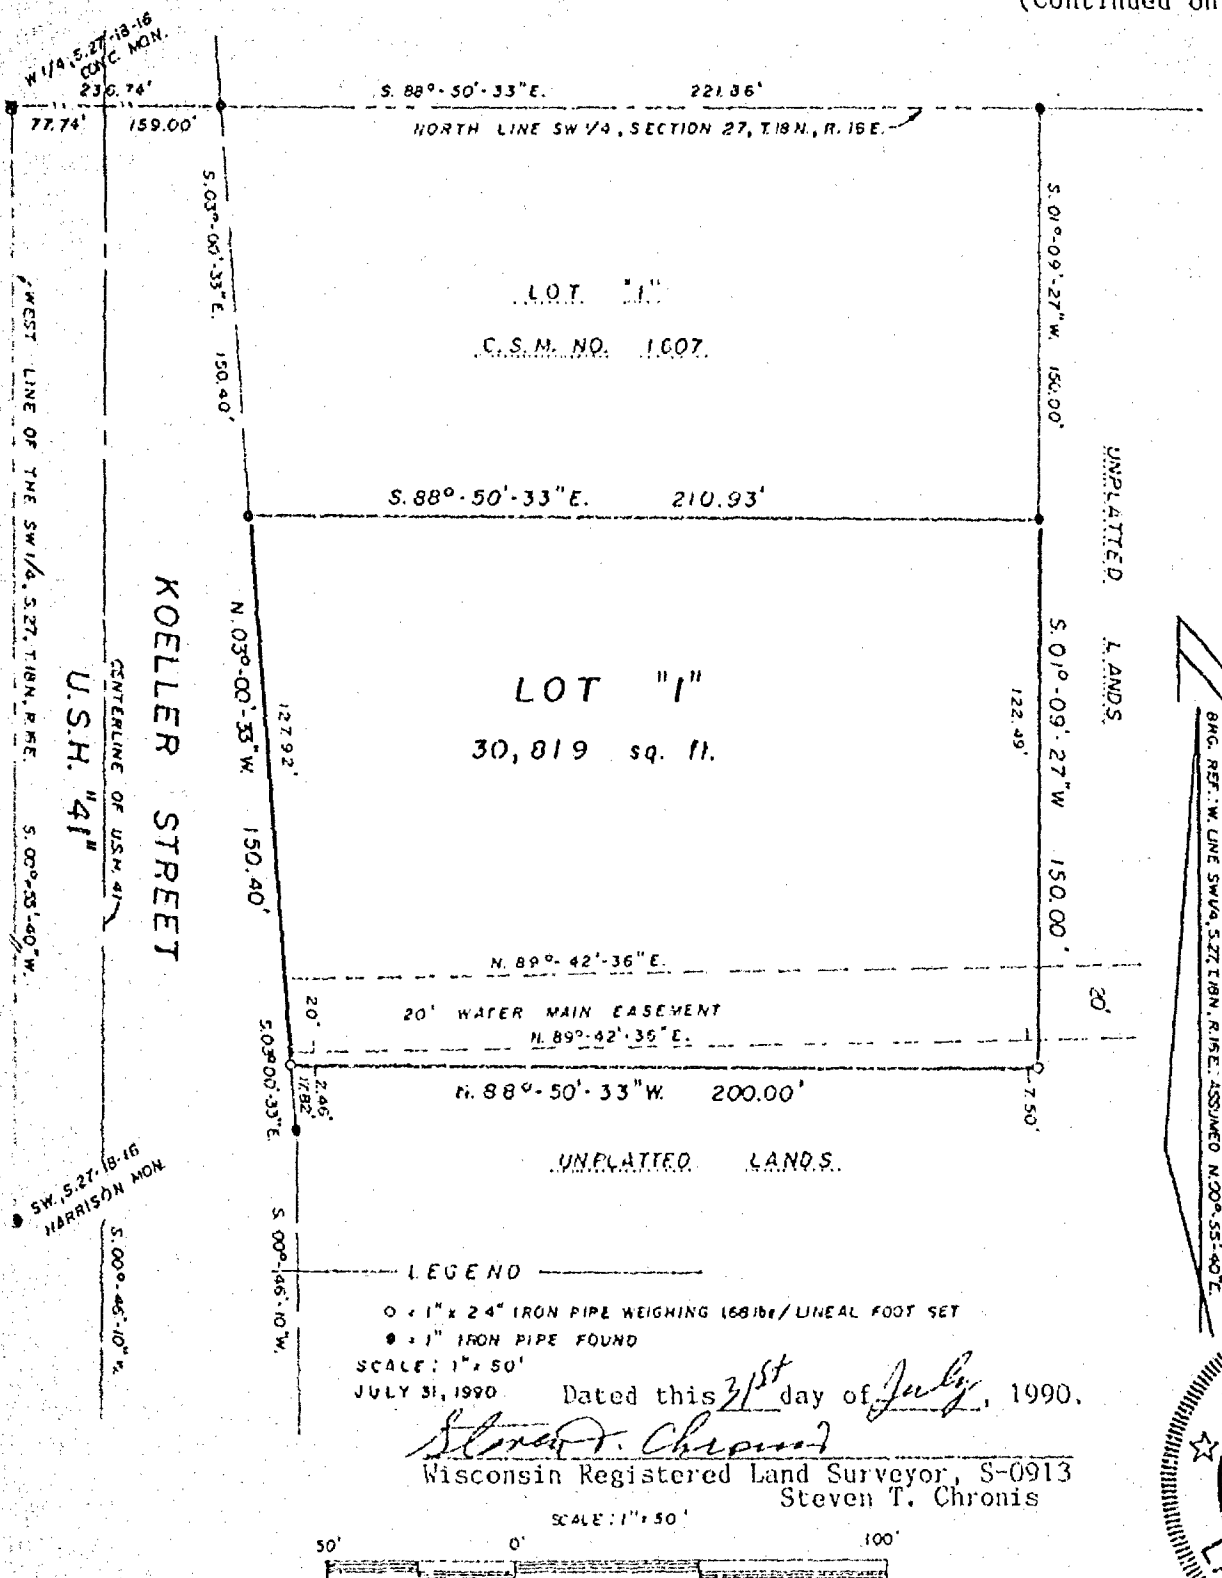 (Continued on
W 1/4, S.27-18-16
CONC. MON.
236.74'
S. 88°-50'-33"E. 221.36'
77.74' 159.00'
NORTH LINE SW 1/4, SECTION 27, T.18N., R.16E.
S.03°-00'-33"E. 150.40'
S. 01°-09'-27"W. 150.00'
LOT "1"
C.S.M. NO. 1607
WEST LINE OF THE SW 1/4, S.27, T.18N., R.16E. S. 00°-55'-40"W.
UNPLATTED LANDS
S. 88°-50'-33"E. 210.93'
KOELLER STREET
CENTERLINE OF U.S.H. 41
U.S.H. "41"
N. 03°-00'-33"W. 150.40'
127.92'
LOT "1"
30,819 sq. ft.
122.49'
S. 01°-09'-27"W 150.00'
BRG. REF.: W. LINE SW1/4, S.27, T.18N., R.16E. ASSUMED N.00°-55'-40"E.
N. 89°-42'-36"E.
20'
20' WATER MAIN EASEMENT
20'
N. 89°-42'-36"E.
S.03°00'-33"E.
17.82'
2.46'
N. 88°-50'-33"W. 200.00'
7.50'
UNPLATTED LANDS
SW., S.27-18-16
HARRISON MON.
S. 00°-46'-10"W.
S. 00°-46'-10"W.
LEGEND
O = 1" x 24" IRON PIPE WEIGHING 1.68 lbs/LINEAL FOOT SET
● = 1" IRON PIPE FOUND
SCALE: 1" = 50'
JULY 31, 1990
Dated this 31st day of July, 1990.
Steven T. Chronis
Wisconsin Registered Land Surveyor, S-0913
Steven T. Chronis
SCALE: 1" = 50'
50' 0' 100'